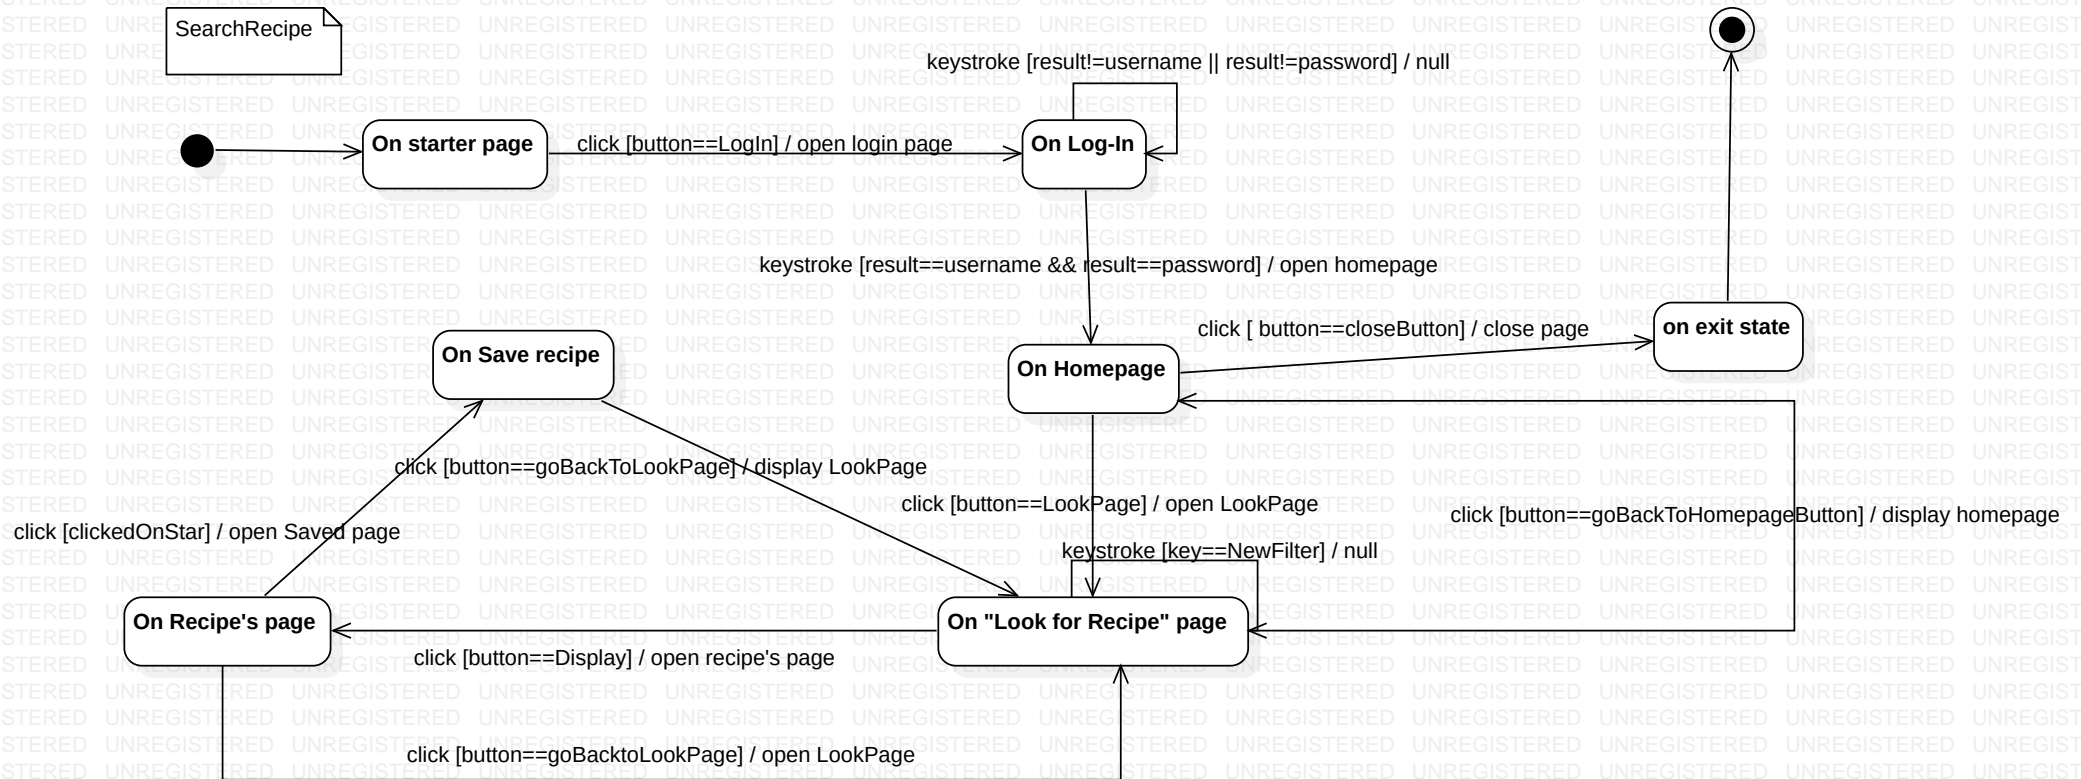 SearchRecipe
keystroke [result!=username || result!=password] / null
On starter page
click [button==LogIn] / open login page
On Log-In
keystroke [result==username && result==password] / open homepage
click [ button==closeButton] / close page
on exit state
On Save recipe
On Homepage
click [button==goBackToLookPage] / display LookPage
click [button==LookPage] / open LookPage
click [button==goBackToHomepageButton] / display homepage
click [clickedOnStar] / open Saved page
keystroke [key==NewFilter] / null
On Recipe's page
On "Look for Recipe" page
click [button==Display] / open recipe's page
click [button==goBacktoLookPage] / open LookPage